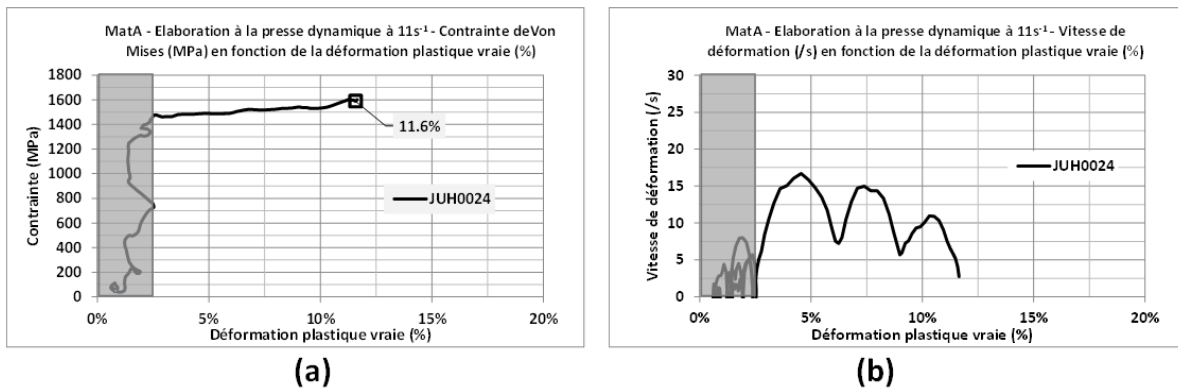 MatA - Elaboration à la presse dynamique à 11s⁻¹ - Contrainte deVon
Mises (MPa) en fonction de la déformation plastique vraie (%)
Contrainte (MPa)
1800
1600
1400
1200
1000
800
600
400
200
0
11.6%
JUH0024
0%
5%
10%
15%
20%
Déformation plastique vraie (%)
(a)
MatA - Elaboration à la presse dynamique à 11s⁻¹ - Vitesse de
déformation (/s) en fonction de la déformation plastique vraie (%)
Vitesse de déformation (/s)
30
25
20
15
10
5
0
JUH0024
0%
5%
10%
15%
20%
Déformation plastique vraie (%)
(b)